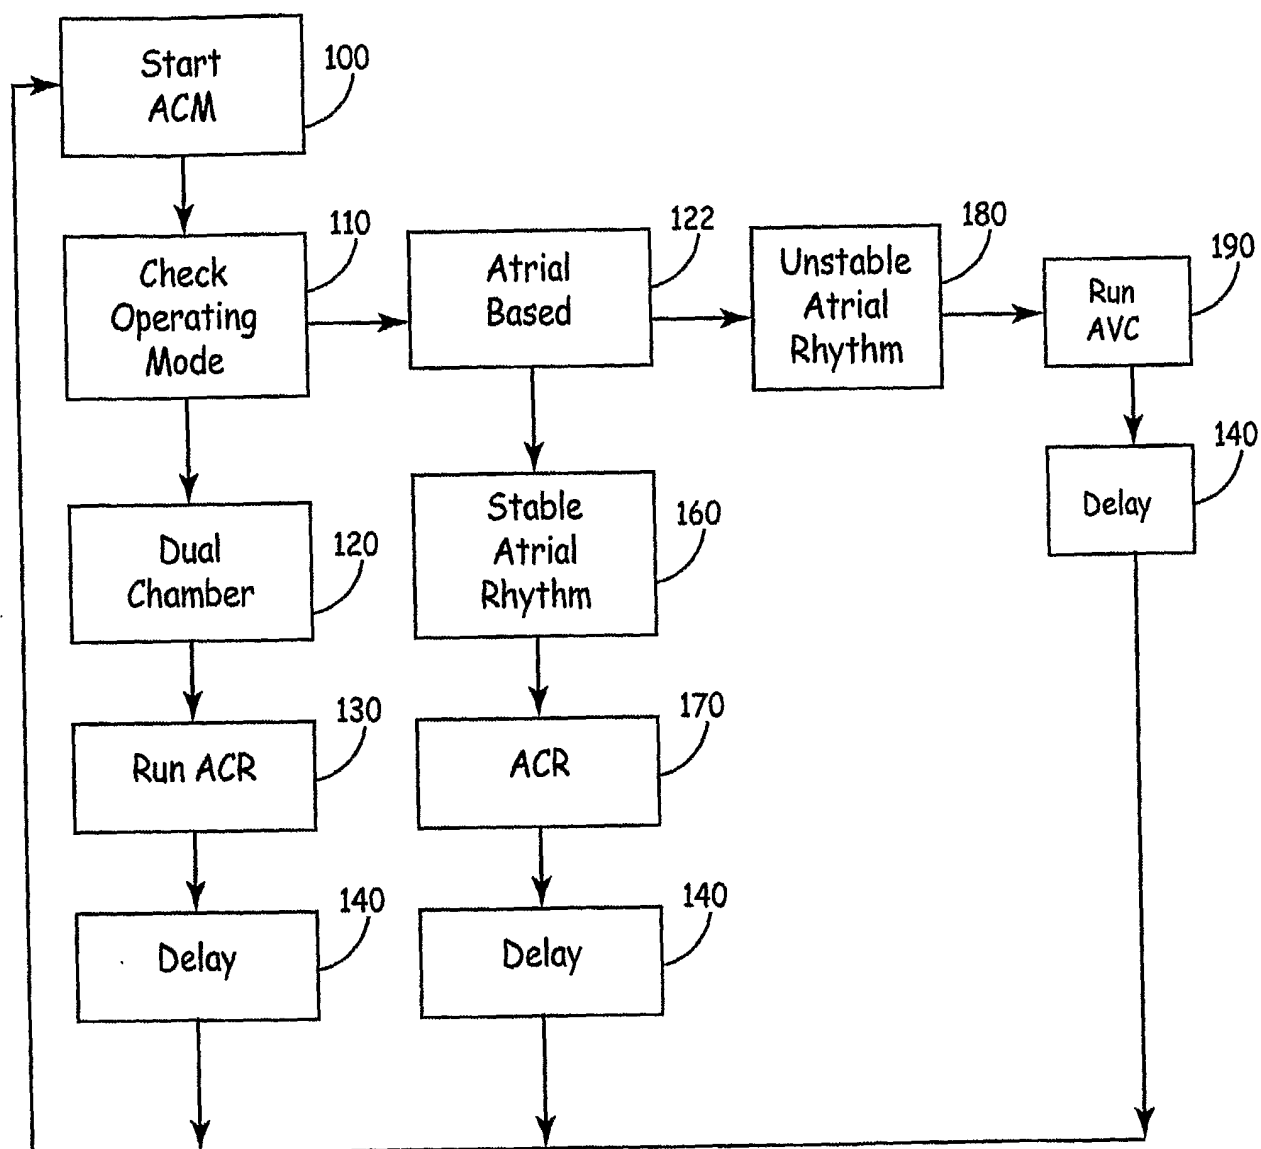 Start
ACM
100
Check
Operating
Mode
110
Atrial
Based
122
Unstable
Atrial
Rhythm
180
Run
AVC
190
Delay
140
Dual
Chamber
120
Stable
Atrial
Rhythm
160
Run ACR
130
ACR
170
Delay
140
Delay
140